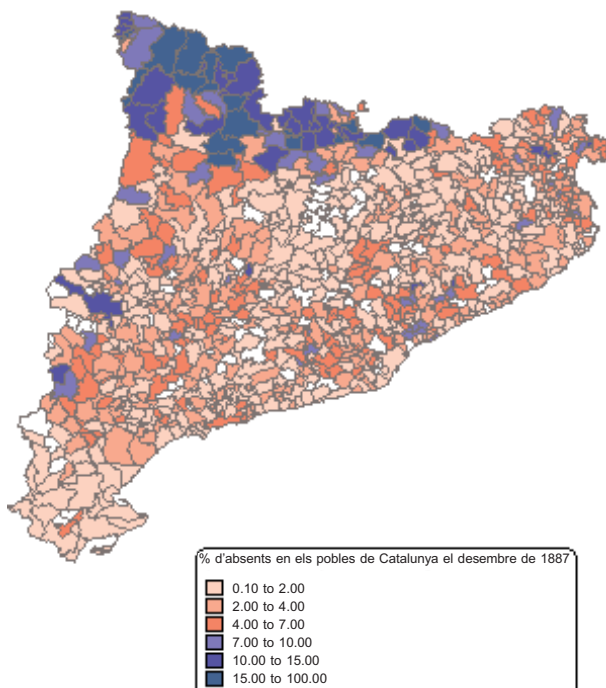 % d'absents en els pobles de Catalunya el desembre de 1887
0.10 to 2.00
2.00 to 4.00
4.00 to 7.00
7.00 to 10.00
10.00 to 15.00
15.00 to 100.00